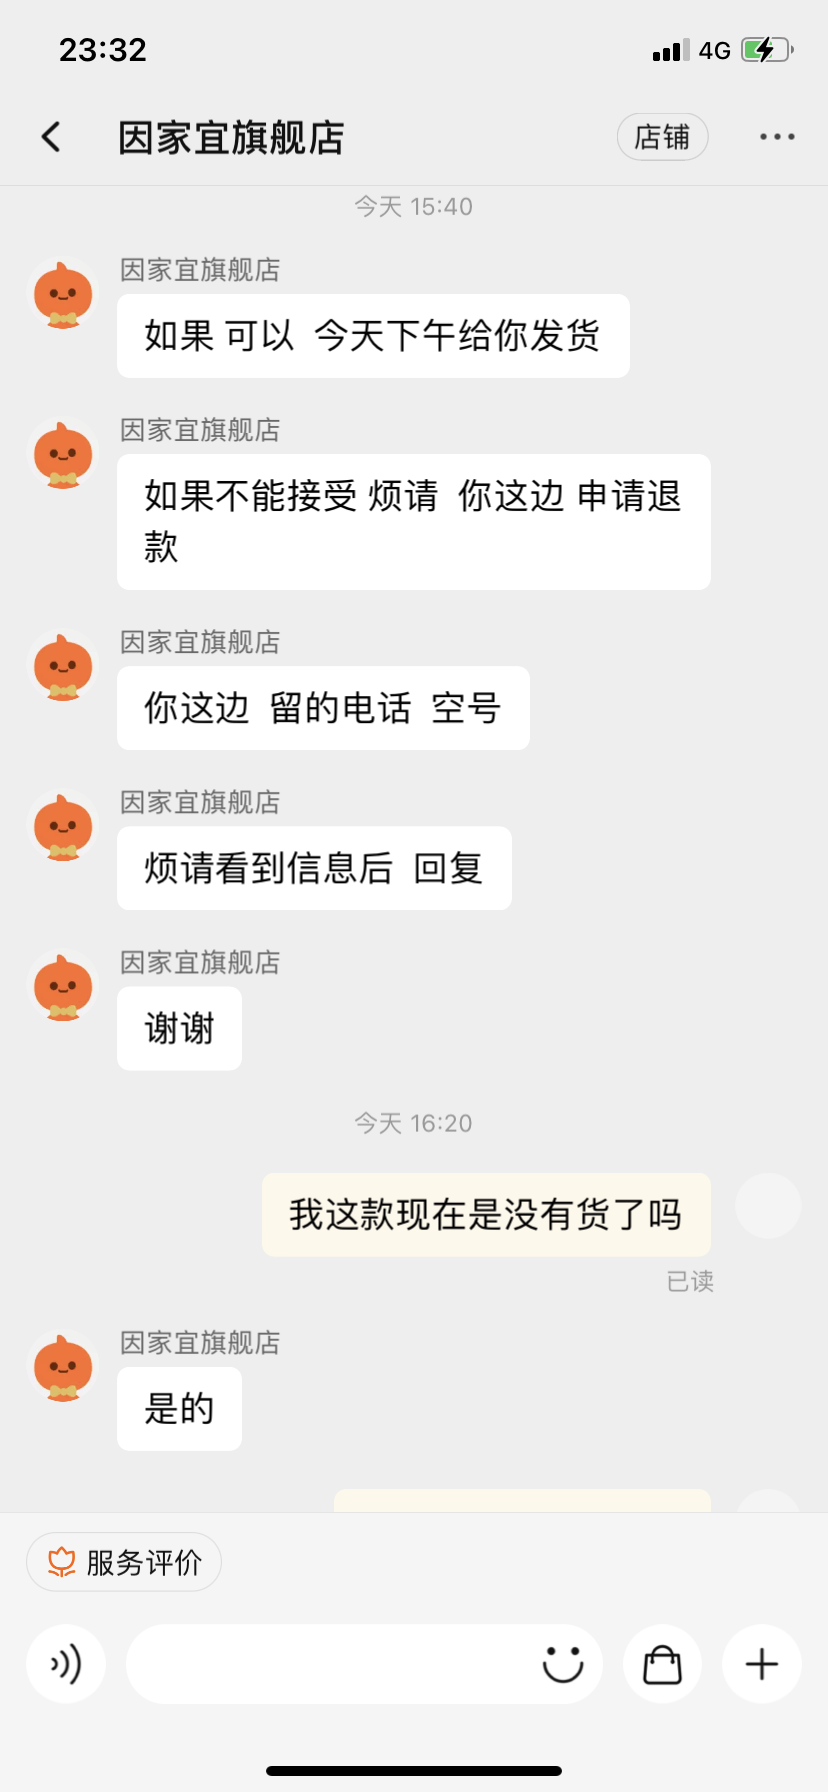 23:32
4G
因家宜旗舰店
店铺
今天 15:40
因家宜旗舰店
如果 可以 今天下午给你发货
因家宜旗舰店
如果不能接受 烦请 你这边 申请退
款
因家宜旗舰店
你这边 留的电话 空号
因家宜旗舰店
烦请看到信息后 回复
因家宜旗舰店
谢谢
今天 16:20
我这款现在是没有货了吗
已读
因家宜旗舰店
是的
服务评价